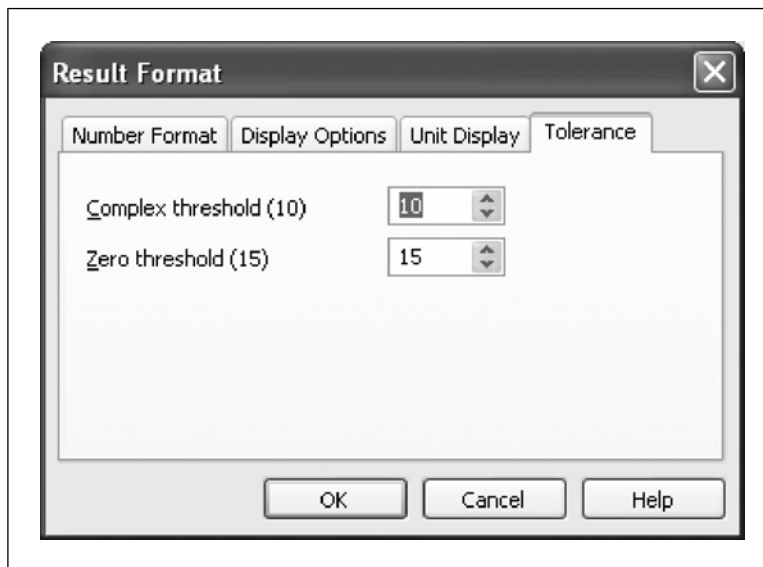 Result Format
Number Format Display Options Unit Display Tolerance
Complex threshold (10) 10
Zero threshold (15) 15
OK Cancel Help